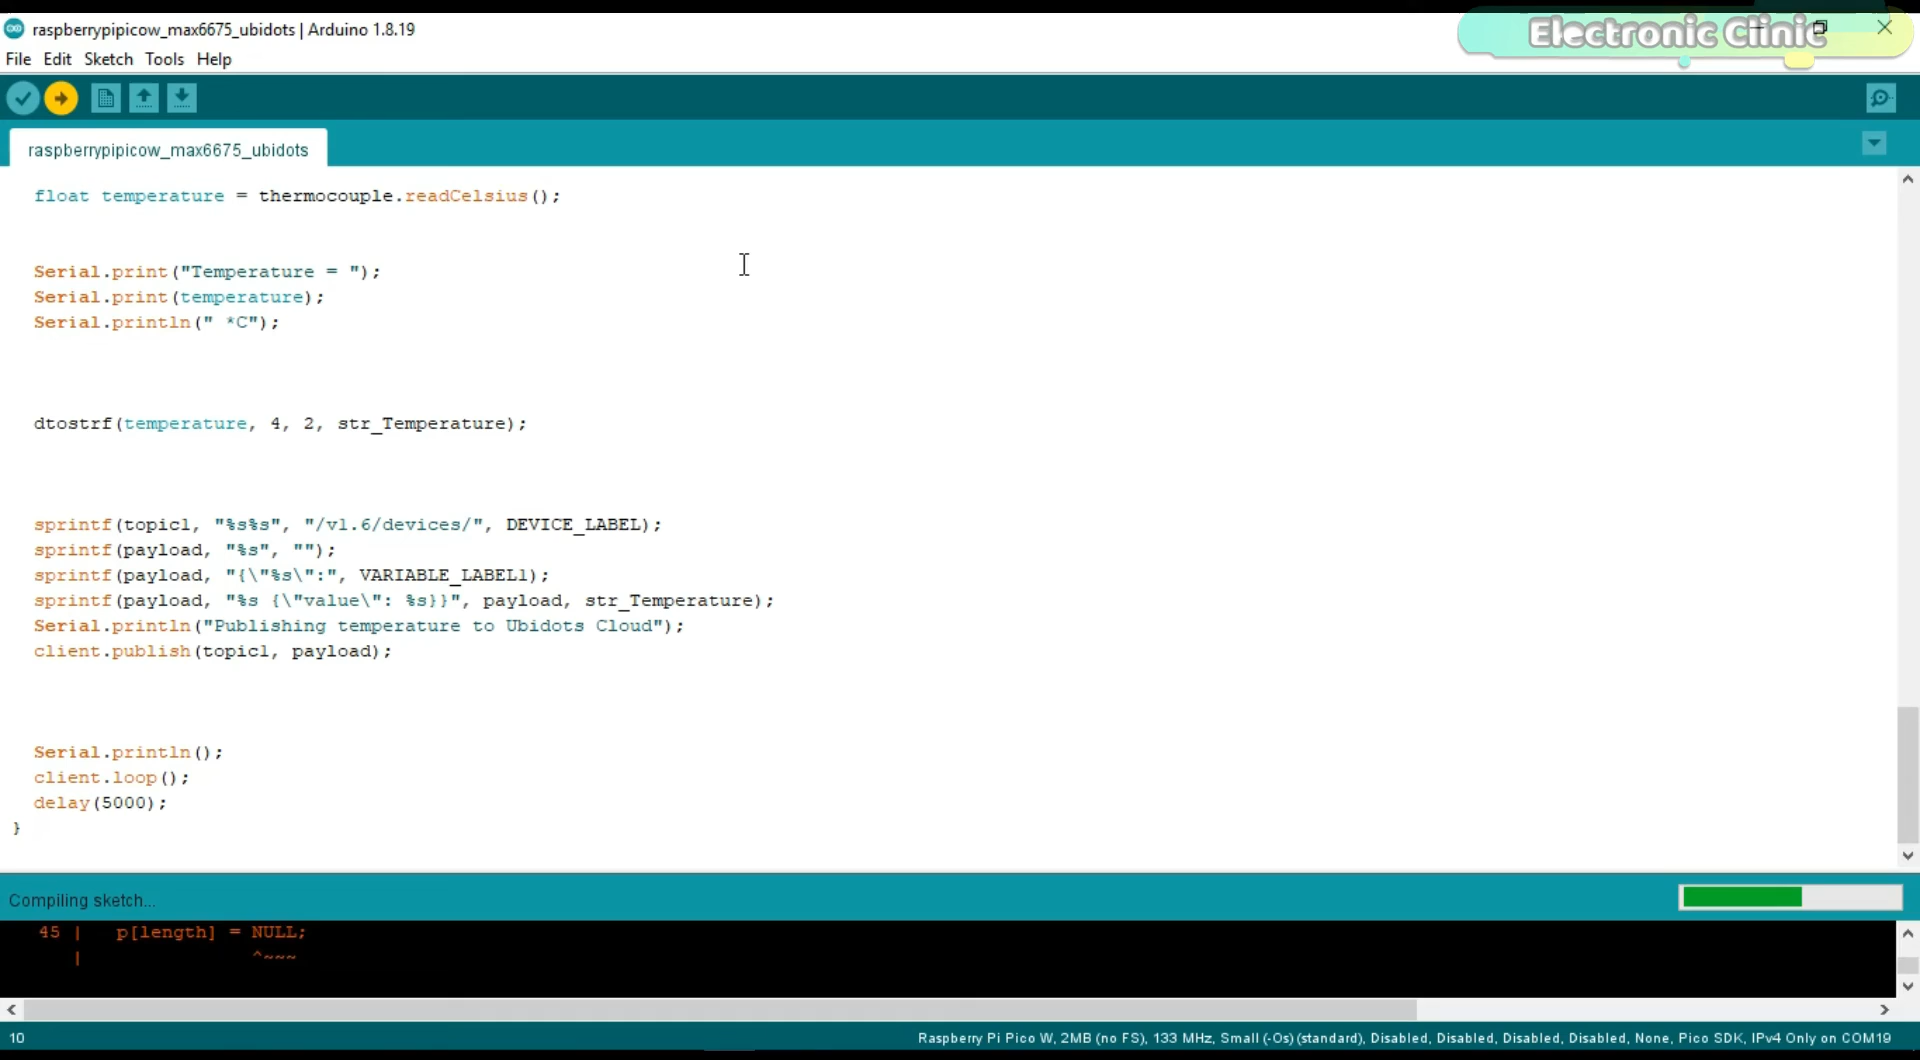 raspberrypipicow_max6675_ubidots | Arduino 1.8.19
Electronic Clinic
File Edit Sketch Tools Help
raspberrypipicow_max6675_ubidots
float temperature = thermocouple.readCelsius();
Serial.print("Temperature = ");
Serial.print(temperature);
Serial.println(" *C");
dtostrf(temperature, 4, 2, str_Temperature);
sprintf(topic1, "%s%s", "/v1.6/devices/", DEVICE_LABEL);
sprintf(payload, "%s", "");
sprintf(payload, "{\"%s\":", VARIABLE_LABEL1);
sprintf(payload, "%s {\"value\": %s}}", payload, str_Temperature);
Serial.println("Publishing temperature to Ubidots Cloud");
client.publish(topic1, payload);
Serial.println();
client.loop();
delay(5000);
}
Compiling sketch...
45 |   p[length] = NULL;
|               ^~~~
10
Raspberry Pi Pico W, 2MB (no FS), 133 MHz, Small (-Os) (standard), Disabled, Disabled, Disabled, Disabled, None, Pico SDK, IPv4 Only on COM19